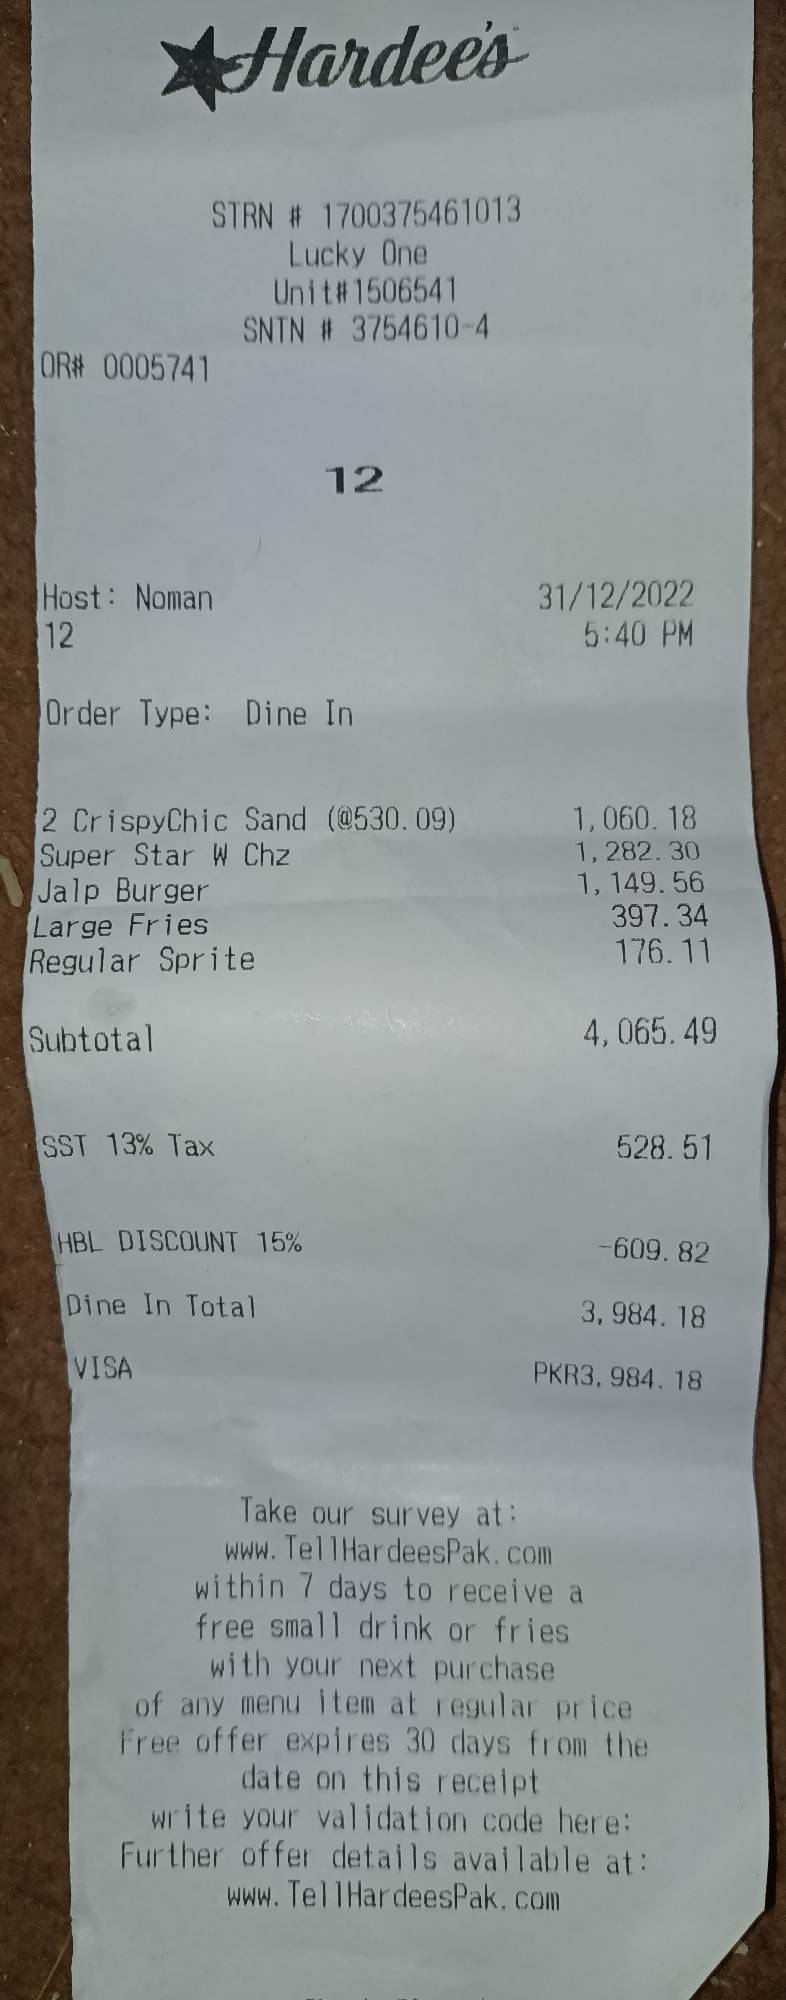 Hardee's
STRN # 1700375461013
Lucky One
Unit#1506541
SNTN # 3754610-4
OR# 0005741
12
Host: Noman 31/12/2022
12 5:40 PM
Order Type: Dine In
2 CrispyChic Sand (@530.09) 1,060.18
Super Star W Chz 1,282.30
Jalp Burger 1,149.56
Large Fries 397.34
Regular Sprite 176.11
Subtotal 4,065.49
SST 13% Tax 528.51
HBL DISCOUNT 15% -609.82
Dine In Total 3,984.18
VISA PKR3,984.18
Take our survey at:
www.TellHardeesPak.com
within 7 days to receive a
free small drink or fries
with your next purchase
of any menu item at regular price
Free offer expires 30 days from the
date on this receipt
write your validation code here:
Further offer details available at:
www.TellHardeesPak.com